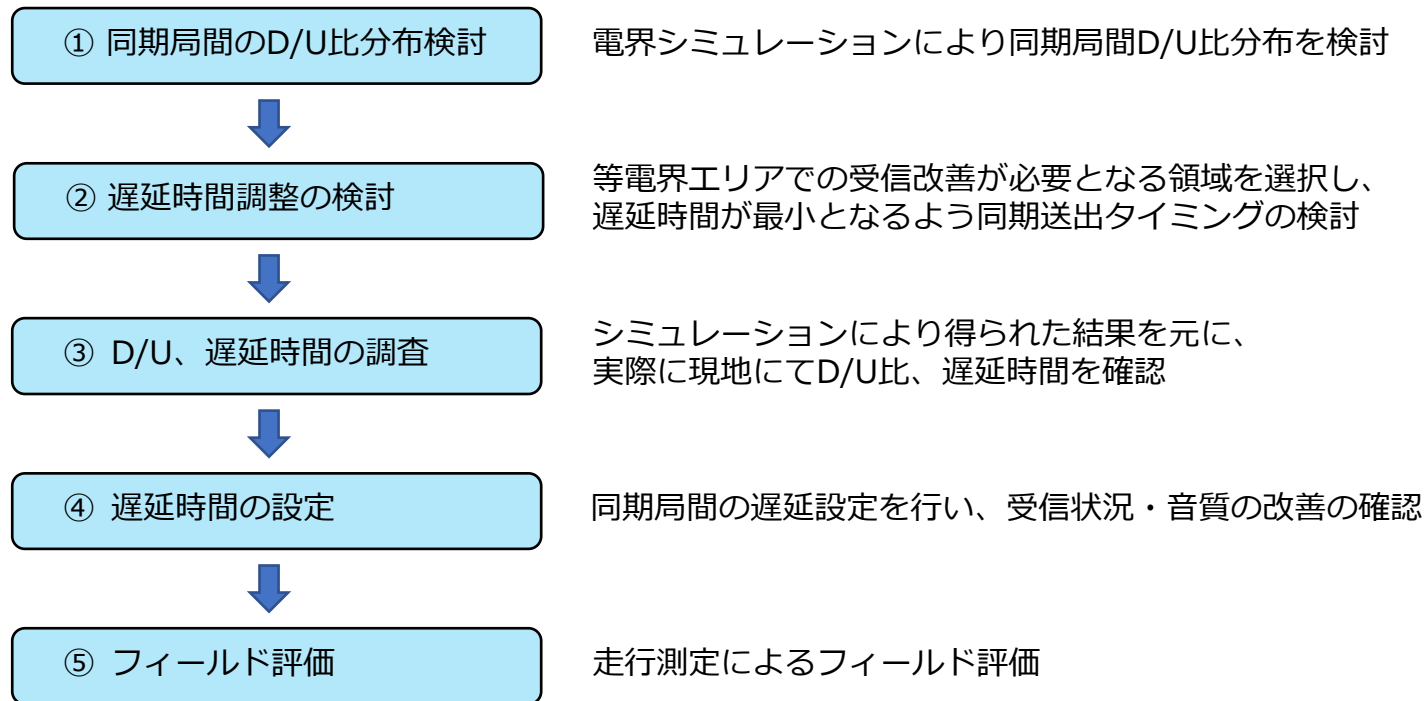 ① 同期局間のD/U比分布検討
電界シミュレーションにより同期局間D/U比分布を検討
② 遅延時間調整の検討
等電界エリアでの受信改善が必要となる領域を選択し、
遅延時間が最小となるよう同期送出タイミングの検討
③ D/U、遅延時間の調査
シミュレーションにより得られた結果を元に、
実際に現地にてD/U比、遅延時間を確認
④ 遅延時間の設定
同期局間の遅延設定を行い、受信状況・音質の改善の確認
⑤ フィールド評価
走行測定によるフィールド評価